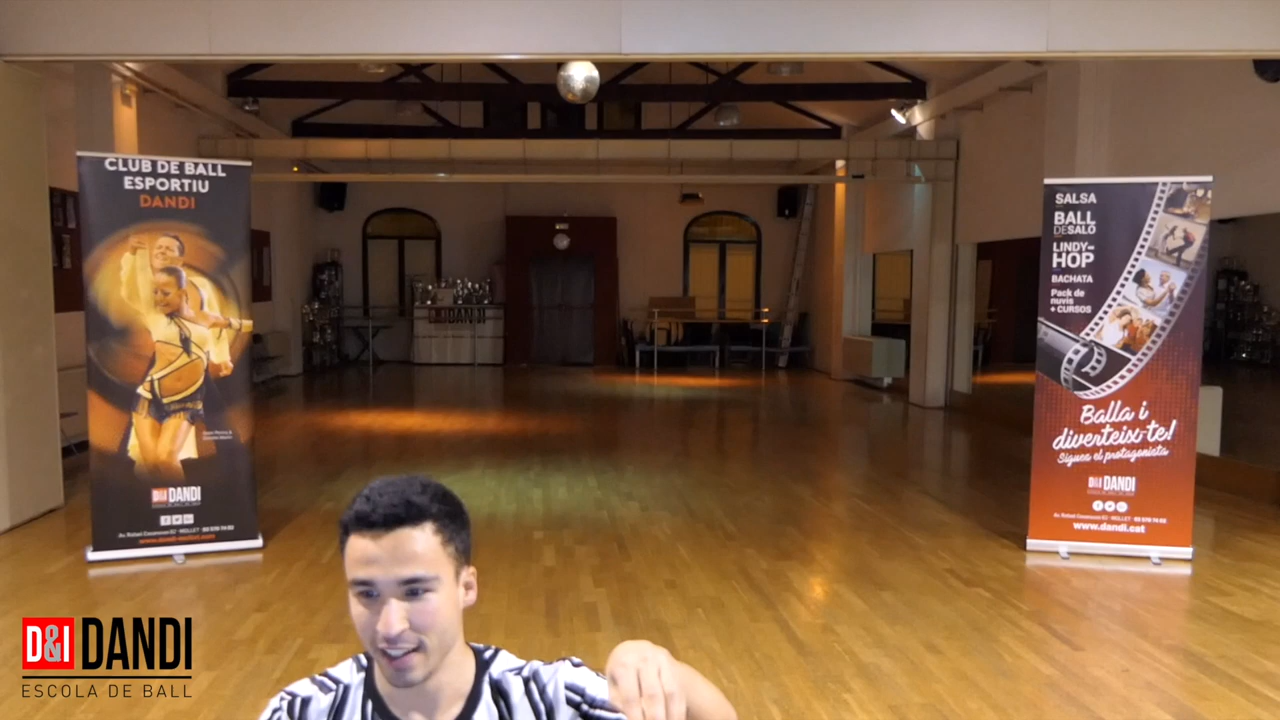 CLUB DE BALL
ESPORTIU
DANDI
D&I DANDI
SALSA
BALL
DE SALÓ
LINDY-
HOP
BACHATA
Pack de
nuvis
+ CURSOS
Balla i
diverteix-te!
Sigues el protagonista
D&I DANDI
www.dandi.cat
DANDI
D&I DANDI
ESCOLA DE BALL